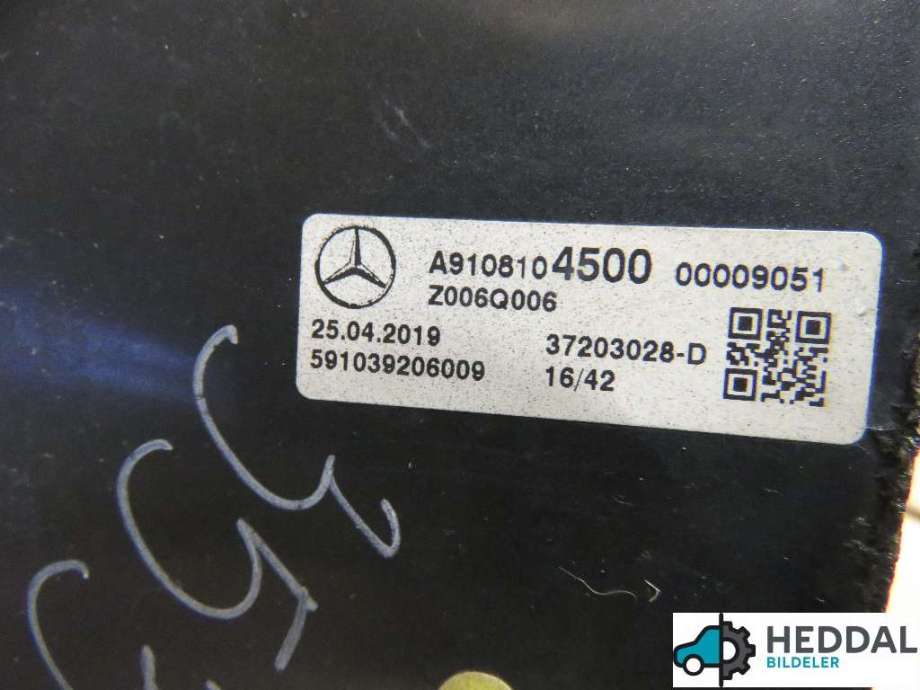 A9108104500 00009051
Z006Q006
25.04.2019 37203028-D
591039206009 16/42
HEDDAL
BILDELER